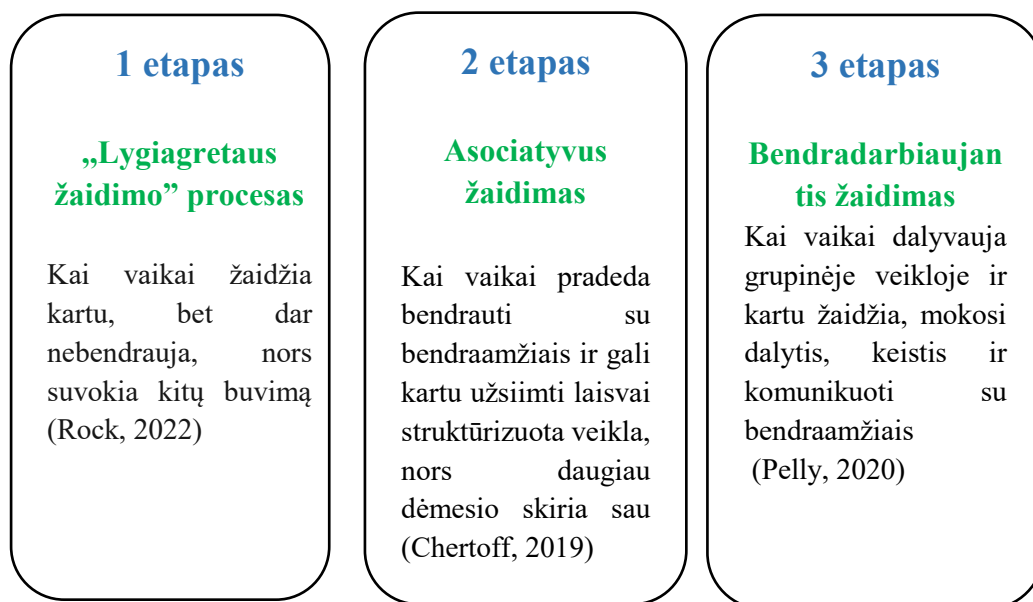 1 etapas
„Lygiagretaus
žaidimo” procesas
Kai vaikai žaidžia
kartu, bet dar
nebendrauja, nors
suvokia kitų buvimą
(Rock, 2022)
2 etapas
Asociatyvus
žaidimas
Kai vaikai pradeda
bendrauti su
bendraamžiais ir gali
kartu užsiimti laisvai
struktūrizuota veikla,
nors daugiau
dėmesio skiria sau
(Chertoff, 2019)
3 etapas
Bendradarbiaujan
tis žaidimas
Kai vaikai dalyvauja
grupinėje veikloje ir
kartu žaidžia, mokosi
dalytis, keistis ir
komunikuoti su
bendraamžiais
(Pelly, 2020)